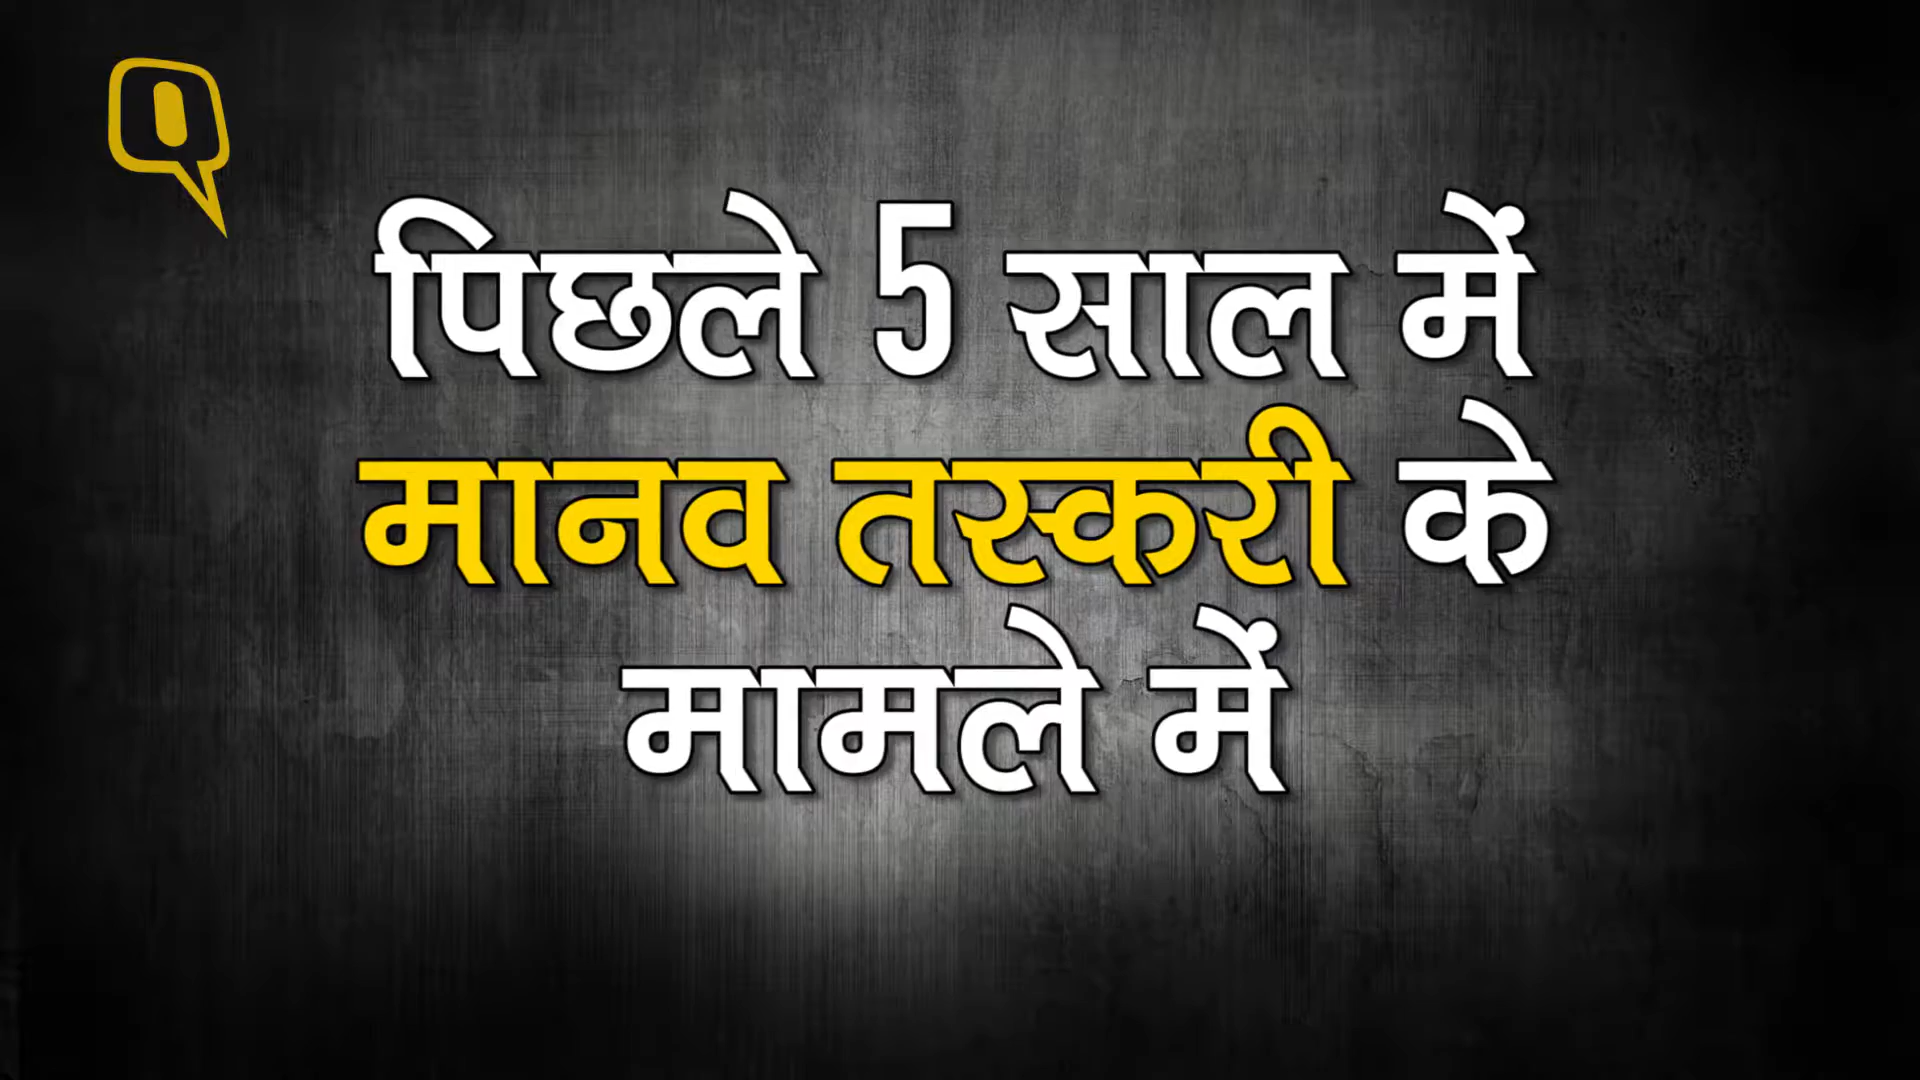 पिछले 5 साल में
मानव तस्करी के
मामले में